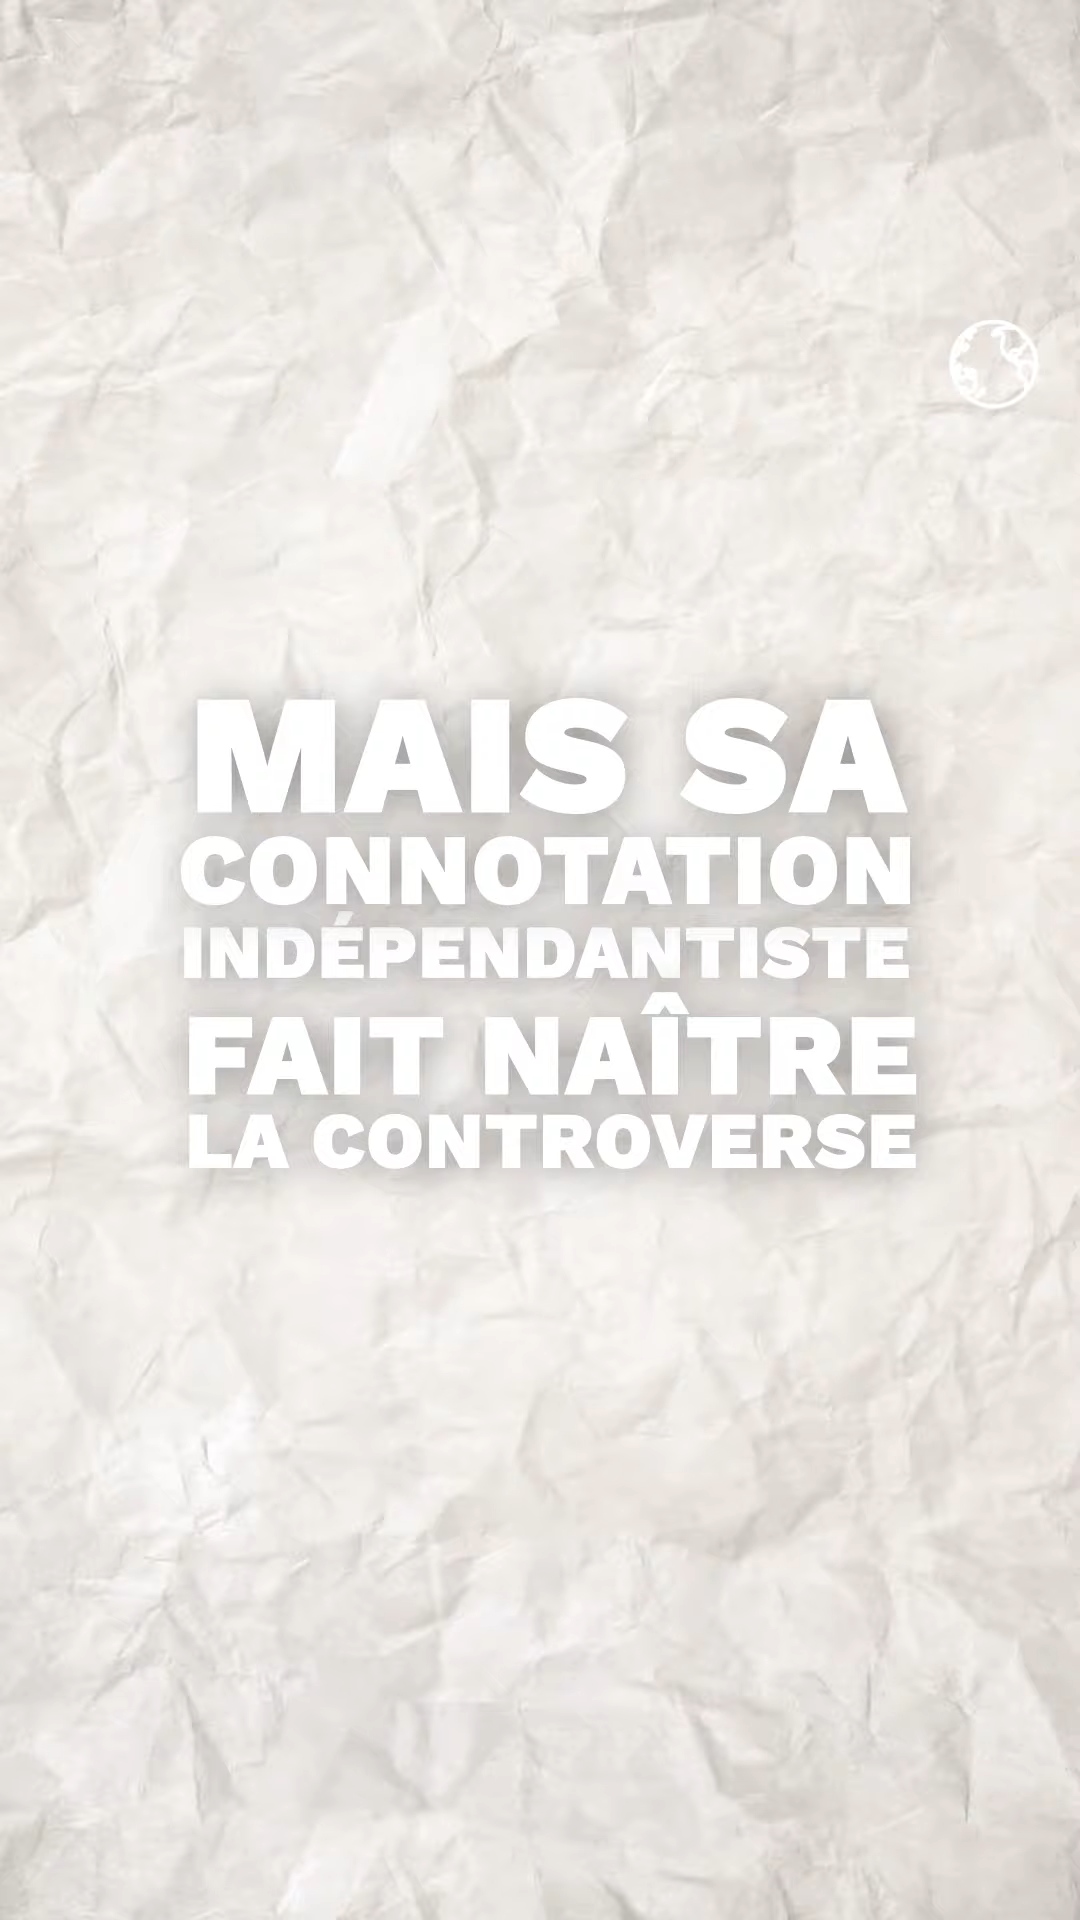 MAIS SA
CONNOTATION
INDÉPENDANTISTE
FAIT NAÎTRE
LA CONTROVERSE